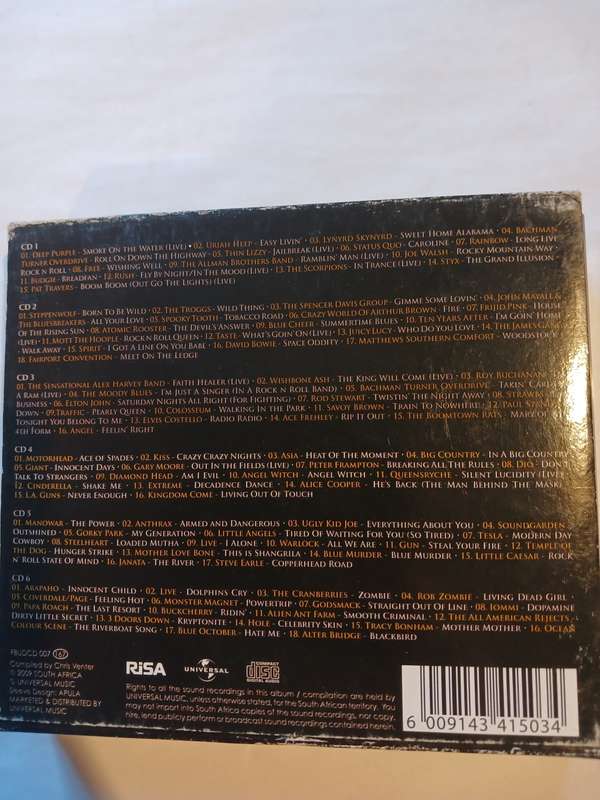 CD 1
01. DEEP PURPLE - SMOKE ON THE WATER (LIVE) • 02. URIAH HEEP - EASY LIVIN' • 03. LYNYRD SKYNYRD - SWEET HOME ALABAMA • 04. BACHMAN
TURNER OVERDRIVE - ROLL ON DOWN THE HIGHWAY • 05. THIN LIZZY - JAILBREAK (LIVE) • 06. STATUS QUO - CAROLINE • 07. RAINBOW - LONG LIVE
ROCK N ROLL • 08. FREE - WISHING WELL • 09. THE ALLMAN BROTHERS BAND - RAMBLIN' MAN (LIVE) • 10. JOE WALSH - ROCKY MOUNTAIN WAY •
11. BUDGIE - BREADFAN • 12. RUSH - FLY BY NIGHT/IN THE MOOD (LIVE) • 13. THE SCORPIONS - IN TRANCE (LIVE) • 14. STYX - THE GRAND ILLUSION •
15. PAT TRAVERS - BOOM BOOM (OUT GO THE LIGHTS) (LIVE)
CD 2
01. STEPPENWOLF - BORN TO BE WILD • 02. THE TROGGS - WILD THING • 03. THE SPENCER DAVIS GROUP - GIMME SOME LOVIN' • 04. JOHN MAYALL &
THE BLUESBREAKERS - ALL YOUR LOVE • 05. SPOOKY TOOTH - TOBACCO ROAD • 06. CRAZY WORLD OF ARTHUR BROWN - FIRE • 07. FRIJID PINK - HOUSE
OF THE RISING SUN • 08. ATOMIC ROOSTER - THE DEVIL'S ANSWER • 09. BLUE CHEER - SUMMERTIME BLUES • 10. TEN YEARS AFTER - I'M GOIN' HOME
(LIVE) • 11. MOTT THE HOOPLE - ROCK N ROLL QUEEN • 12. TASTE - WHAT'S GOIN' ON (LIVE) • 13. JUICY LUCY - WHO DO YOU LOVE • 14. THE JAMES GANG
- WALK AWAY • 15. SPIRIT - I GOT A LINE ON YOU BABE • 16. DAVID BOWIE - SPACE ODDITY • 17. MATTHEWS SOUTHERN COMFORT - WOODSTOCK •
18. FAIRPORT CONVENTION - MEET ON THE LEDGE
CD 3
01. THE SENSATIONAL ALEX HARVEY BAND - FAITH HEALER (LIVE) • 02. WISHBONE ASH - THE KING WILL COME (LIVE) • 03. ROY BUCHANAN
A RAM (LIVE) • 04. THE MOODY BLUES - I'M JUST A SINGER (IN A ROCK N ROLL BAND) • 05. BACHMAN TURNER OVERDRIVE - TAKIN' CARE
BUSINESS • 06. ELTON JOHN - SATURDAY NIGHTS ALL RIGHT (FOR FIGHTING) • 07. ROD STEWART - TWISTIN' THE NIGHT AWAY • 08. STRAWBS
DOWN • 09.TRAFFIC - PEARLY QUEEN • 10. COLOSSEUM - WALKING IN THE PARK • 11. SAVOY BROWN - TRAIN TO NOWHERE • 12. PAUL
TONIGHT YOU BELONG TO ME • 13. ELVIS COSTELLO - RADIO RADIO • 14. ACE FREHLEY - RIP IT OUT • 15. THE BOOMTOWN RATS - MARY OF
4TH FORM • 16. ANGEL - FEELIN' RIGHT
CD 4
01. MOTORHEAD - ACE OF SPADES • 02. KISS - CRAZY CRAZY NIGHTS • 03. ASIA - HEAT OF THE MOMENT • 04. BIG COUNTRY - IN A BIG COUNTRY
05. GIANT - INNOCENT DAYS • 06. GARY MOORE - OUT IN THE FIELDS (LIVE) • 07. PETER FRAMPTON - BREAKING ALL THE RULES • 08. DIO - DON'T
TALK TO STRANGERS • 09. DIAMOND HEAD - AM I EVIL • 10. ANGEL WITCH - ANGEL WITCH • 11. QUEENSRYCHE - SILENT LUCIDITY (LIVE)
12. CINDERELLA - SHAKE ME • 13. EXTREME - DECADENCE DANCE • 14. ALICE COOPER - HE'S BACK (THE MAN BEHIND THE MASK)
15. L.A. GUNS - NEVER ENOUGH • 16. KINGDOM COME - LIVING OUT OF TOUCH
CD 5
01. MANOWAR - THE POWER • 02. ANTHRAX - ARMED AND DANGEROUS • 03. UGLY KID JOE - EVERYTHING ABOUT YOU • 04. SOUNDGARDEN
OUTSHINED • 05. GORKY PARK - MY GENERATION • 06. LITTLE ANGELS - TIRED OF WAITING FOR YOU (SO TIRED) • 07. TESLA - MODERN DAY
COWBOY • 08. STEELHEART - LOADED MUTHA • 09. LIVE - I ALONE • 10. WARLOCK - ALL WE ARE • 11. GUN - STEAL YOUR FIRE • 12. TEMPLE OF
THE DOG - HUNGER STRIKE • 13. MOTHER LOVE BONE - THIS IS SHANGRILA • 14. BLUE MURDER - BLUE MURDER • 15. LITTLE CAESAR - ROCK
N' ROLL STATE OF MIND • 16. JANATA - THE RIVER • 17. STEVE EARLE - COPPERHEAD ROAD
CD 6
01. ARAPAHO - INNOCENT CHILD • 02. LIVE - DOLPHINS CRY • 03. THE CRANBERRIES - ZOMBIE • 04. ROB ZOMBIE - LIVING DEAD GIRL •
05. COVERDALE/PAGE - FEELING HOT • 06. MONSTER MAGNET - POWERTRIP • 07. GODSMACK - STRAIGHT OUT OF LINE • 08. IOMMI - DOPAMINE
09. PAPA ROACH - THE LAST RESORT • 10. BUCKCHERRY - RIDIN' • 11. ALIEN ANT FARM - SMOOTH CRIMINAL • 12. THE ALL AMERICAN REJECTS -
DIRTY LITTLE SECRET • 13. 3 DOORS DOWN - KRYPTONITE • 14. HOLE - CELEBRITY SKIN • 15. TRACY BONHAM - MOTHER MOTHER • 16. OCEAN
COLOUR SCENE - THE RIVERBOAT SONG • 17. BLUE OCTOBER - HATE ME • 18. ALTER BRIDGE - BLACKBIRD
FBUDCD 007 (67)
Compiled by Chris Venter
© 2009 SOUTH AFRICA
UNIVERSAL MUSIC
Sleeve Design: APULA
MARKETED & DISTRIBUTED BY
UNIVERSAL MUSIC
RiSA
UNIVERSAL
COMPACT
disc
DIGITAL AUDIO
Rights to all the sound recordings in this album / compilation are held by
UNIVERSAL MUSIC, unless otherwise stated, for the South African territory. You
may not import into South Africa copies of the sound recordings, nor copy,
hire, lend publicly perform or broadcast sound recordings contained herein.
6 009143 415034